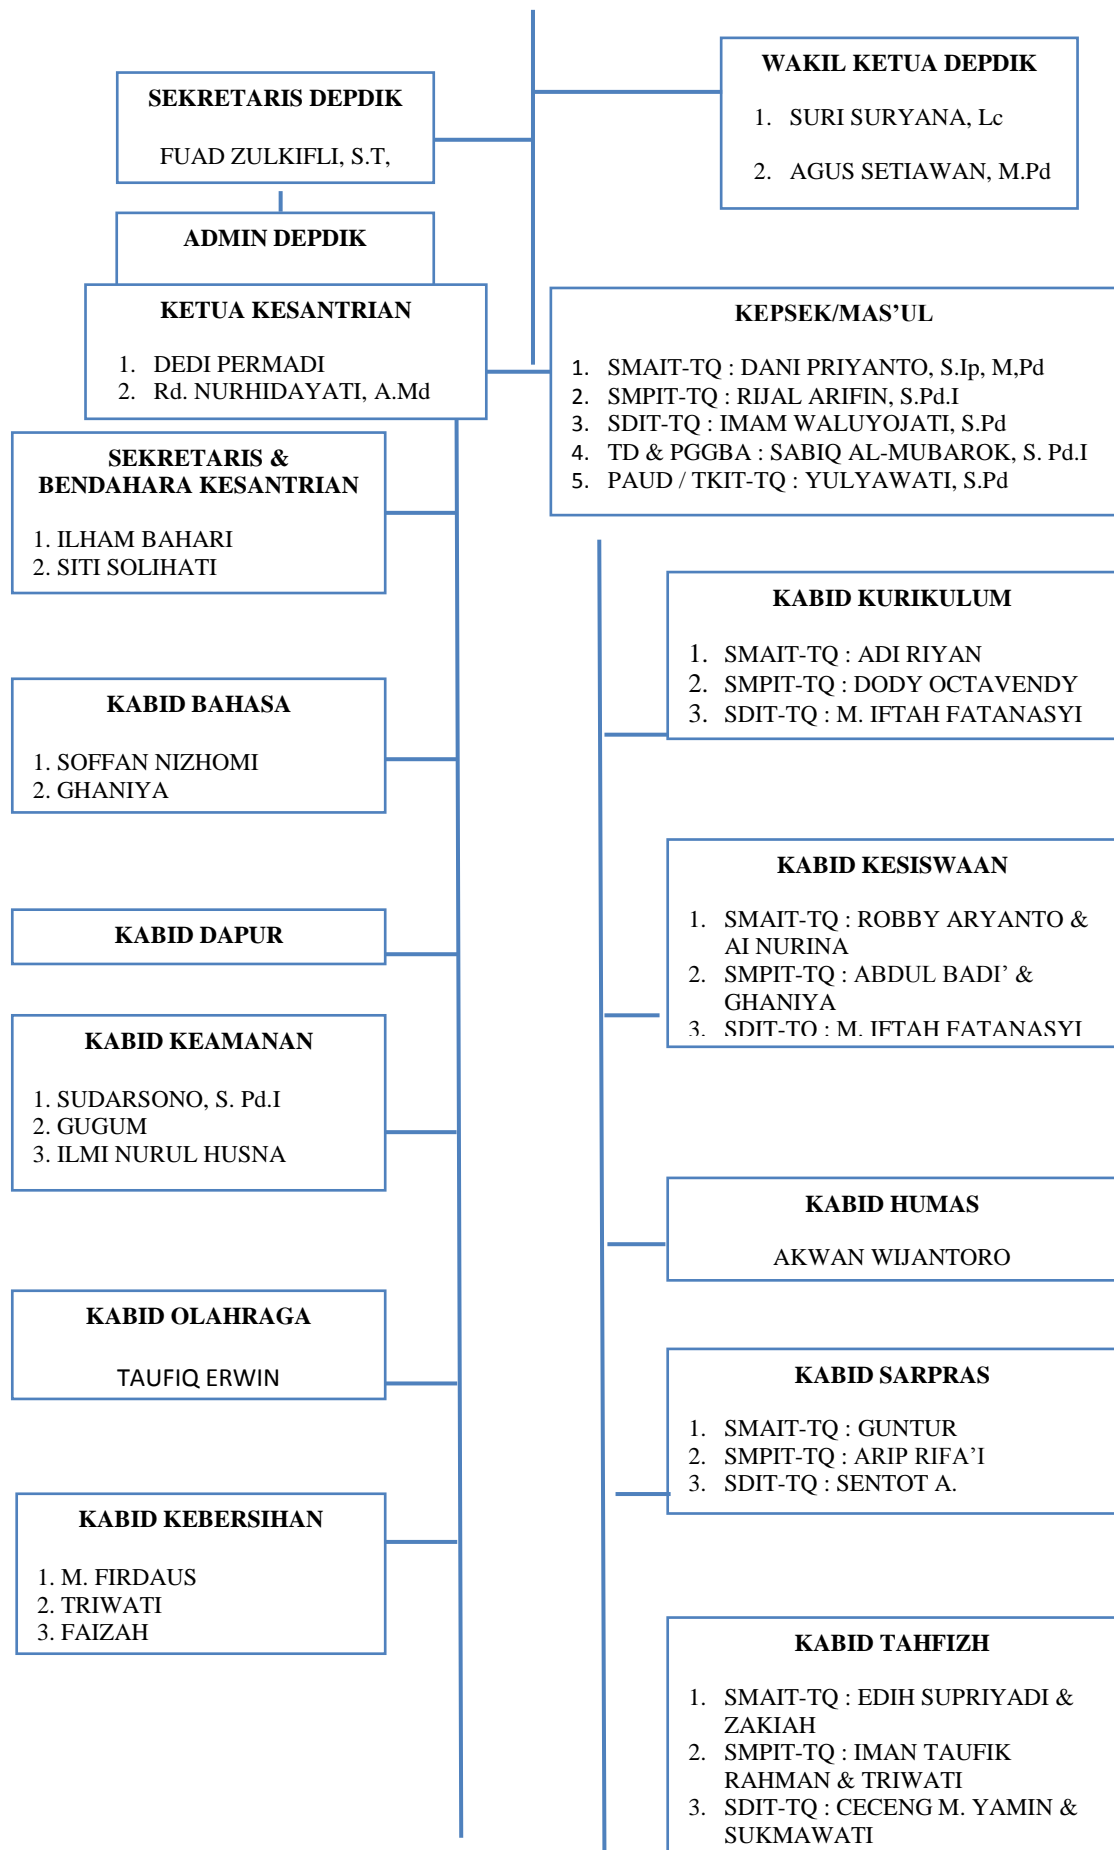 WAKIL KETUA DEPDIK
1. SURI SURYANA, Lc
2. AGUS SETIAWAN, M.Pd
SEKRETARIS DEPDIK
FUAD ZULKIFLI, S.T,
ADMIN DEPDIK
KETUA KESANTRIAN
1. DEDI PERMADI
2. Rd. NURHIDAYATI, A.Md
KEPSEK/MAS’UL
1. SMAIT-TQ : DANI PRIYANTO, S.Ip, M,Pd
2. SMPIT-TQ : RIJAL ARIFIN, S.Pd.I
3. SDIT-TQ : IMAM WALUYOJATI, S.Pd
4. TD & PGGBA : SABIQ AL-MUBAROK, S. Pd.I
5. PAUD / TKIT-TQ : YULYAWATI, S.Pd
SEKRETARIS &
BENDAHARA KESANTRIAN
1. ILHAM BAHARI
2. SITI SOLIHATI
KABID BAHASA
1. SOFFAN NIZHOMI
2. GHANIYA
KABID DAPUR
KABID KEAMANAN
1. SUDARSONO, S. Pd.I
2. GUGUM
3. ILMI NURUL HUSNA
KABID OLAHRAGA
TAUFIQ ERWIN
KABID KEBERSIHAN
1. M. FIRDAUS
2. TRIWATI
3. FAIZAH
KABID KURIKULUM
1. SMAIT-TQ : ADI RIYAN
2. SMPIT-TQ : DODY OCTAVENDY
3. SDIT-TQ : M. IFTAH FATANASYI
KABID KESISWAAN
1. SMAIT-TQ : ROBBY ARYANTO &
AI NURINA
2. SMPIT-TQ : ABDUL BADI’ &
GHANIYA
3. SDIT-TQ : M. IFTAH FATANASYI
KABID HUMAS
AKWAN WIJANTORO
KABID SARPRAS
1. SMAIT-TQ : GUNTUR
2. SMPIT-TQ : ARIP RIFA’I
3. SDIT-TQ : SENTOT A.
KABID TAHFIZH
1. SMAIT-TQ : EDIH SUPRIYADI &
ZAKIAH
2. SMPIT-TQ : IMAN TAUFIK
RAHMAN & TRIWATI
3. SDIT-TQ : CECENG M. YAMIN &
SUKMAWATI